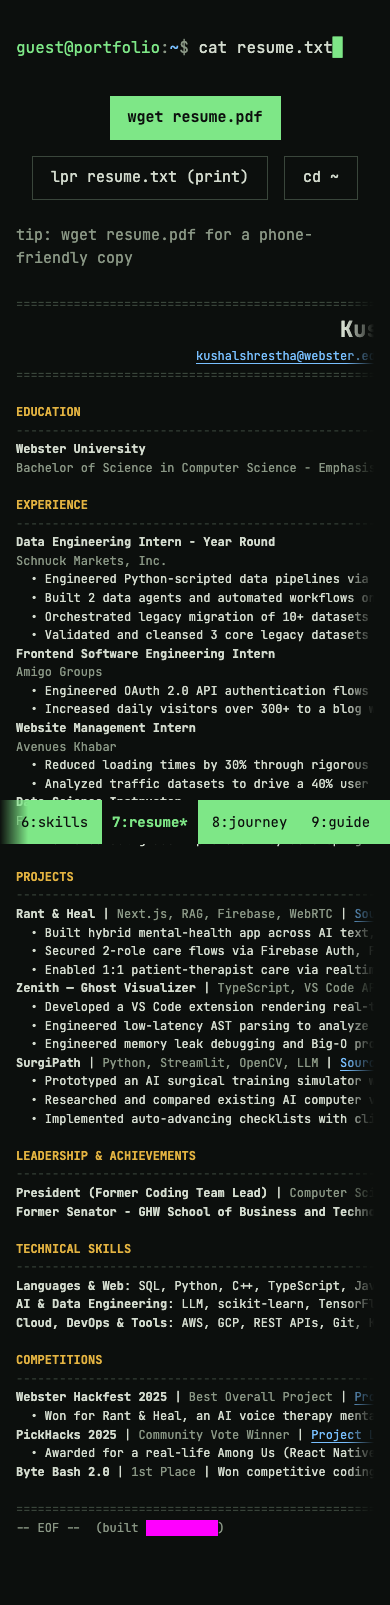 guest@portfolio:~$ cat resume.txt
wget resume.pdf
lpr resume.txt (print)
cd ~
tip: wget resume.pdf for a phone-
friendly copy
Kus
kushalshrestha@webster.e
EDUCATION
Webster University
Bachelor of Science in Computer Science - Emphasi
EXPERIENCE
Data Engineering Intern - Year Round
Schnuck Markets, Inc.
• Engineered Python-scripted data pipelines via
• Built 2 data agents and automated workflows o
• Orchestrated legacy migration of 10+ datasets
• Validated and cleansed 3 core legacy datasets
Frontend Software Engineering Intern
Amigo Groups
• Engineered OAuth 2.0 API authentication flows
• Increased daily visitors over 300+ to a blog w
Website Management Intern
Avenues Khabar
• Reduced loading times by 30% through rigorous
• Analyzed traffic datasets to drive a 40% user
6:skills 7:resume* 8:journey 9:guide
PROJECTS
Rant & Heal | Next.js, RAG, Firebase, WebRTC | Sou
• Built hybrid mental-health app across AI text,
• Secured 2-role care flows via Firebase Auth,
• Enabled 1:1 patient-therapist care via realti
Zenith — Ghost Visualizer | TypeScript, VS Code A
• Developed a VS Code extension rendering real-
• Engineered low-latency AST parsing to analyze
• Engineered memory leak debugging and Big-O pr
SurgiPath | Python, Streamlit, OpenCV, LLM | Sourc
• Prototyped an AI surgical training simulator
• Researched and compared existing AI computer
• Implemented auto-advancing checklists with cl
LEADERSHIP & ACHIEVEMENTS
President (Former Coding Team Lead) | Computer Sc
Former Senator - GHW School of Business and Techn
TECHNICAL SKILLS
Languages & Web: SQL, Python, C++, TypeScript, Jav
AI & Data Engineering: LLM, scikit-learn, TensorF
Cloud, DevOps & Tools: AWS, GCP, REST APIs, Git,
COMPETITIONS
Webster Hackfest 2025 | Best Overall Project | Pr
• Won for Rant & Heal, an AI voice therapy ment
PickHacks 2025 | Community Vote Winner | Project
• Awarded for a real-life Among Us (React Native
Byte Bash 2.0 | 1st Place | Won competitive coding
-- EOF -- (built )